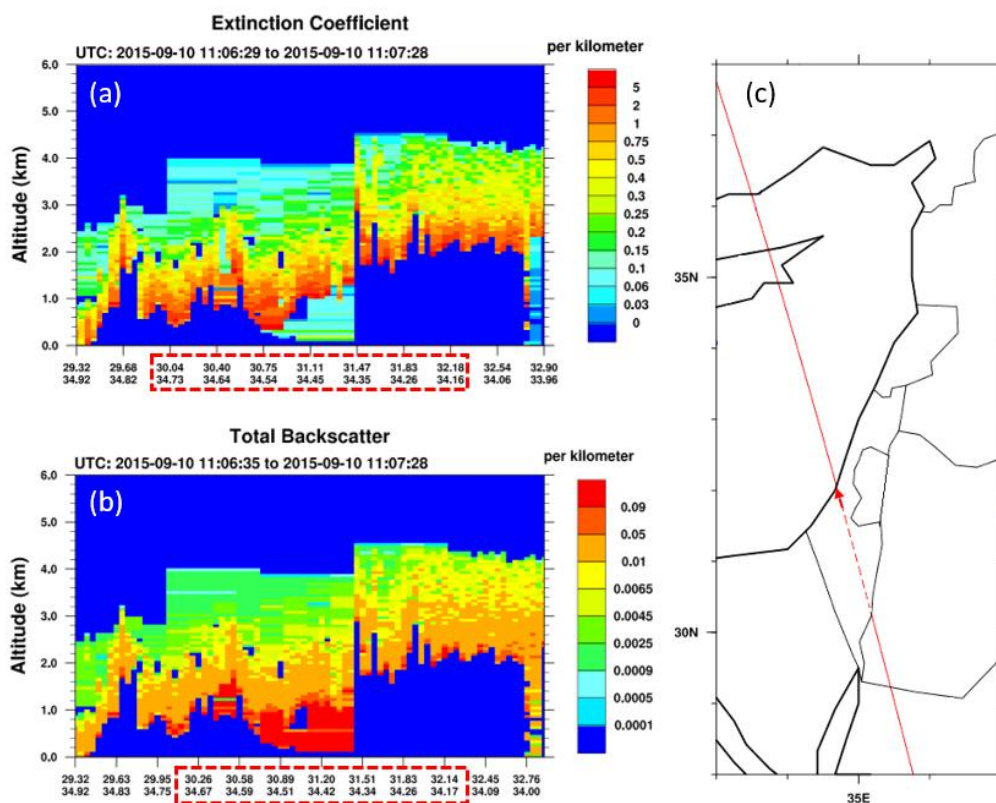 Extinction Coefficient
UTC: 2015-09-10 11:06:29 to 2015-09-10 11:07:28
per kilometer
(a)
6.0
5.0
4.0
3.0
2.0
1.0
0.0
Altitude (km)
5
2
1
0.75
0.5
0.4
0.3
0.25
0.2
0.15
0.1
0.06
0.03
0
29.32 29.68 30.04 30.40 30.75 31.11 31.47 31.83 32.18 32.54 32.90
34.92 34.82 34.73 34.64 34.54 34.45 34.35 34.26 34.16 34.06 33.96
Total Backscatter
UTC: 2015-09-10 11:06:35 to 2015-09-10 11:07:28
per kilometer
(b)
6.0
5.0
4.0
3.0
2.0
1.0
0.0
Altitude (km)
0.09
0.05
0.01
0.0065
0.0045
0.0025
0.0009
0.0005
0.0001
29.32 29.63 29.95 30.26 30.58 30.89 31.20 31.51 31.83 32.14 32.45 32.76
34.92 34.83 34.75 34.67 34.59 34.51 34.42 34.34 34.26 34.17 34.09 34.00
(c)
35N
30N
35E